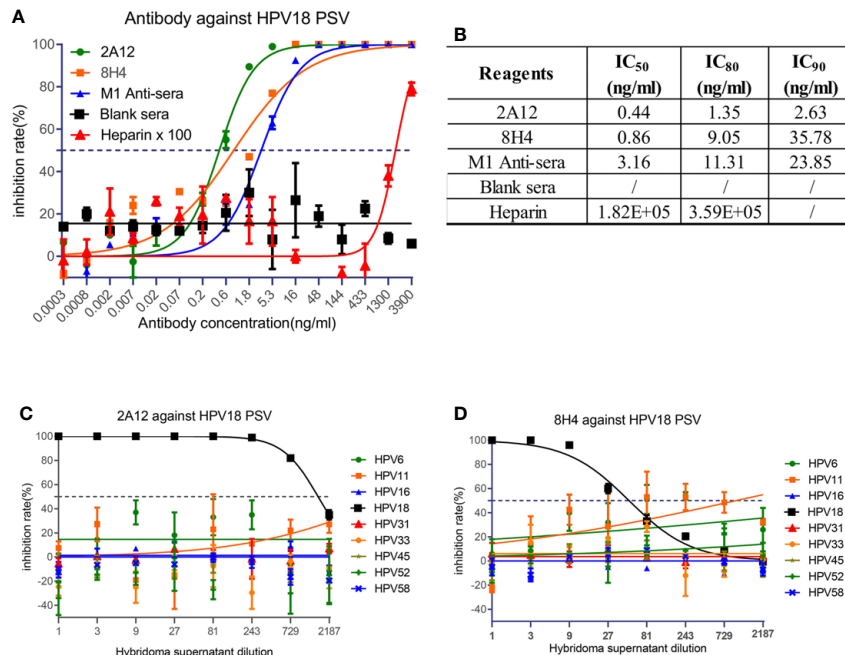 A
Antibody against HPV18 PSV
2A12
8H4
M1 Anti-sera
Blank sera
Heparin x 100
inhibition rate(%)
100
80
60
40
20
0
0.0003
0.0008
0.002
0.007
0.02
0.07
0.2
0.6
1.8
5.3
16
48
144
433
1300
3900
Antibody concentration(ng/ml)
B
Reagents IC50 (ng/ml) IC80 (ng/ml) IC90 (ng/ml)
2A12 0.44 1.35 2.63
8H4 0.86 9.05 35.78
M1 Anti-sera 3.16 11.31 23.85
Blank sera / / /
Heparin 1.82E+05 3.59E+05 /
C
2A12 against HPV18 PSV
inhibition rate(%)
100
80
60
40
20
0
-20
-40
1 3 9 27 81 243 729 2187
Hybridoma supernatant dilution
HPV6
HPV11
HPV16
HPV18
HPV31
HPV33
HPV45
HPV52
HPV58
D
8H4 against HPV18 PSV
inhibition rate(%)
100
80
60
40
20
0
-20
-40
1 3 9 27 81 243 729 2187
Hybridoma supernatant dilution
HPV6
HPV11
HPV16
HPV18
HPV31
HPV33
HPV45
HPV52
HPV58